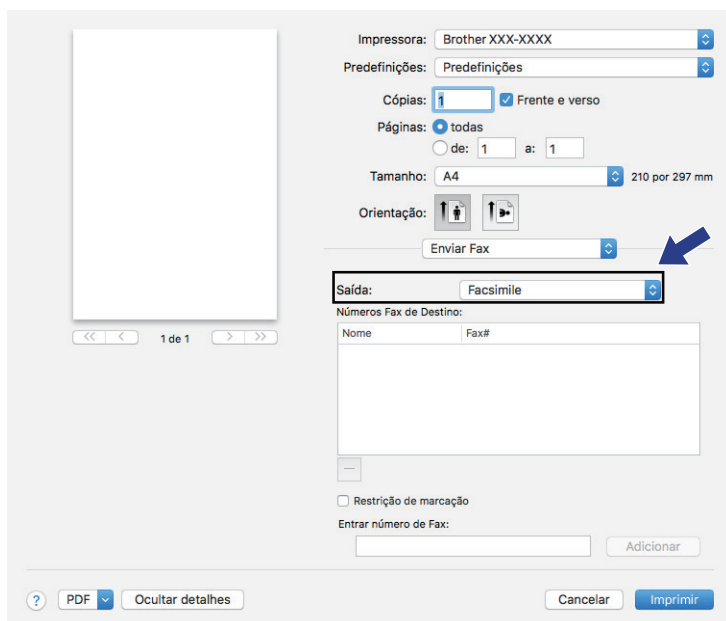 Impressora: Brother XXX-XXXX
Predefinições: Predefinições
Cópias: 1 Frente e verso
Páginas: todas
de: 1 a: 1
Tamanho: A4 210 por 297 mm
Orientação:
Enviar Fax
Saída: Facsimile
Números Fax de Destino:
Nome Fax#
<< < 1 de 1 > >>
—
Restrição de marcação
Entrar número de Fax:
Adicionar
? PDF Ocultar detalhes Cancelar Imprimir